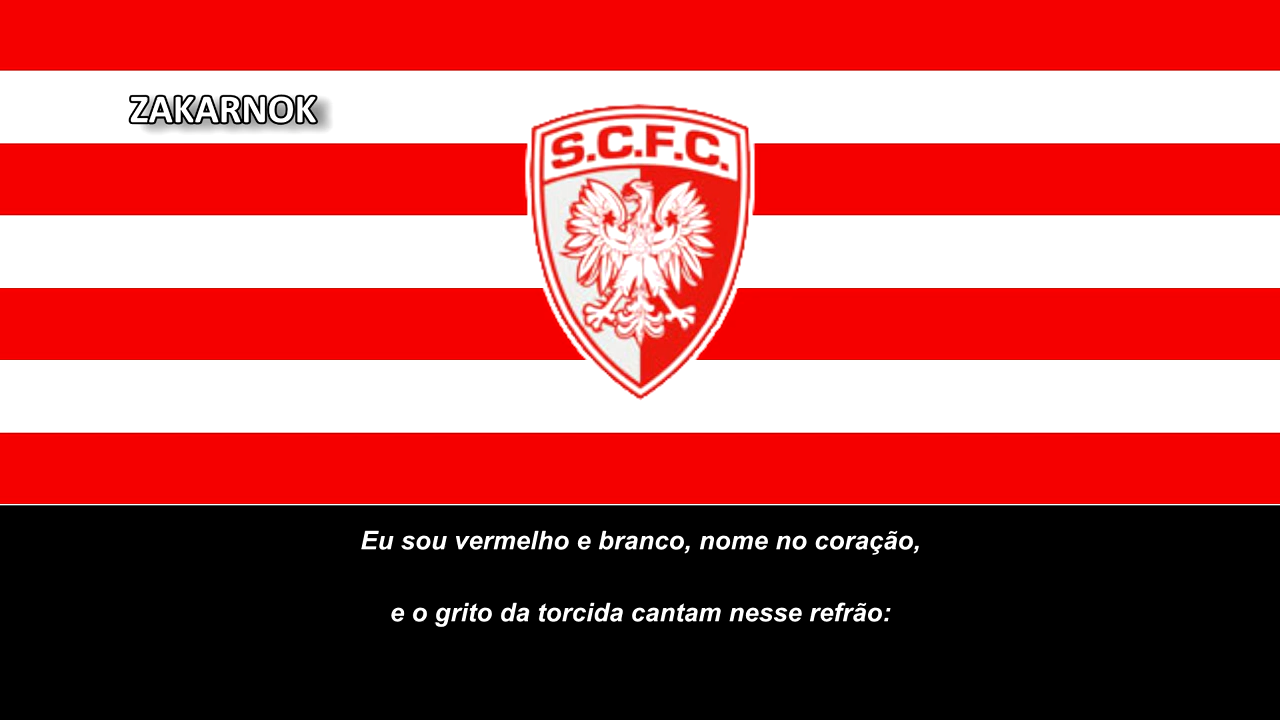 ZAKARNOK
S.C.F.C.
Eu sou vermelho e branco, nome no coração,
e o grito da torcida cantam nesse refrão: